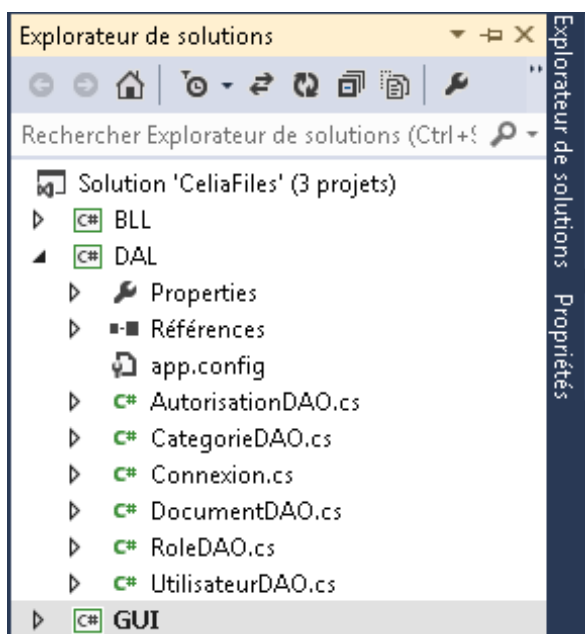 Explorateur de solutions
Rechercher Explorateur de solutions (Ctrl+
Solution 'CeliaFiles' (3 projets)
C# BLL
C# DAL
Properties
Références
app.config
C# AutorisationDAO.cs
C# CategorieDAO.cs
C# Connexion.cs
C# DocumentDAO.cs
C# RoleDAO.cs
C# UtilisateurDAO.cs
C# GUI
Explorateur de solutions
Propriétés